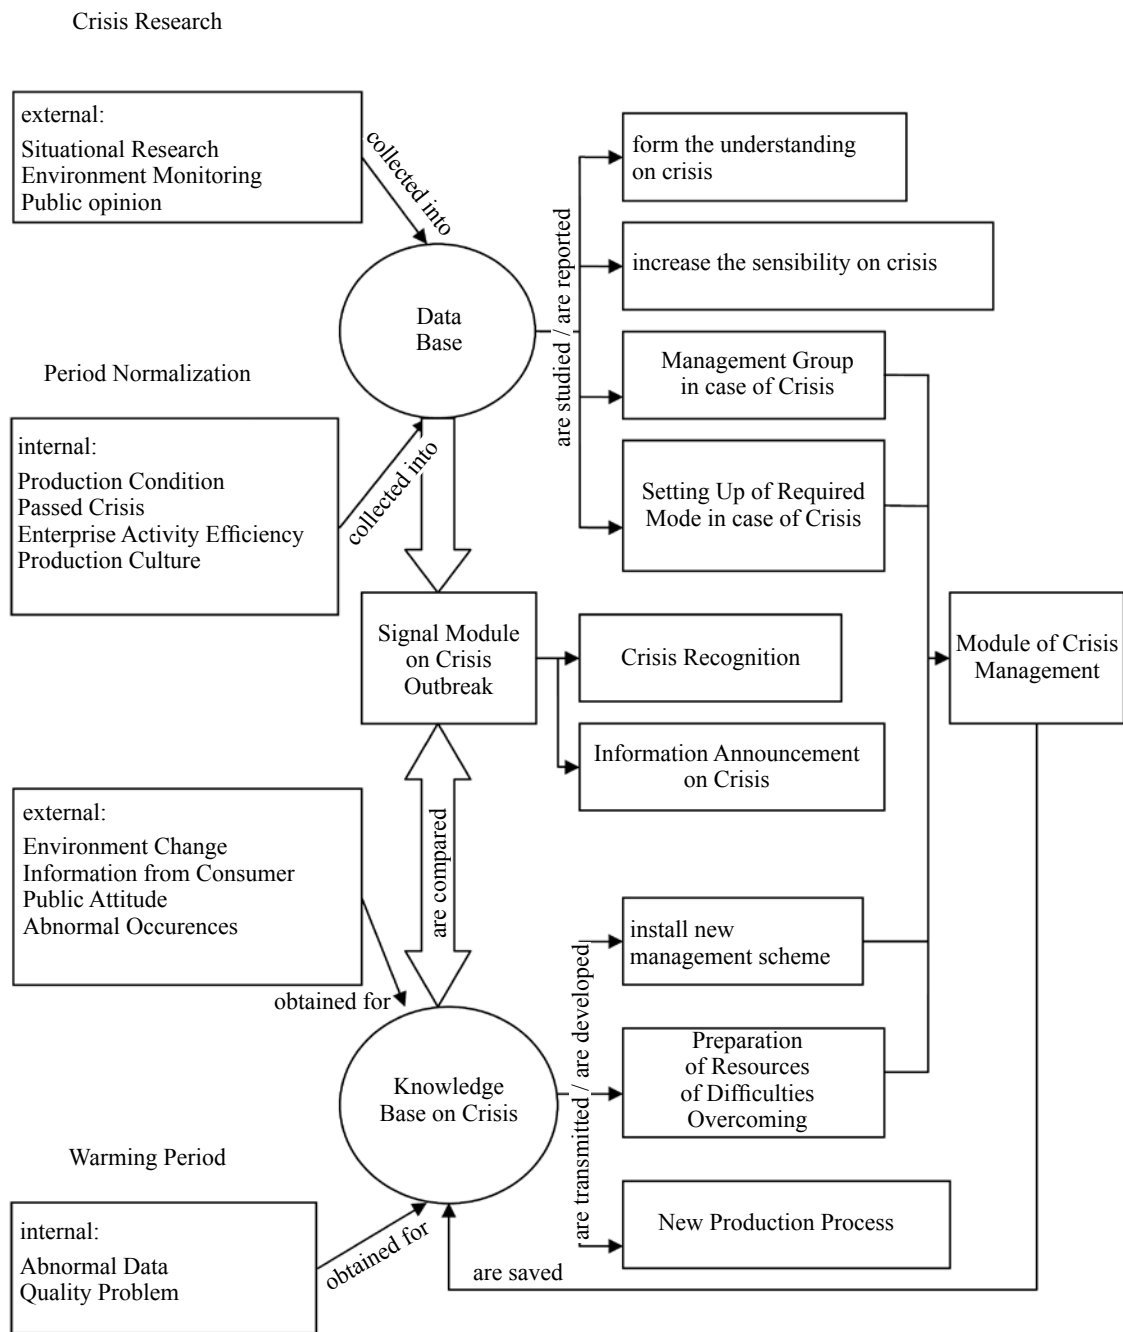 Crisis Research
external:
Situational Research
Environment Monitoring
Public opinion
collected into
Data
Base
are studied / are reported
form the understanding
on crisis
increase the sensibility on crisis
Management Group
in case of Crisis
Setting Up of Required
Mode in case of Crisis
Period Normalization
internal:
Production Condition
Passed Crisis
Enterprise Activity Efficiency
Production Culture
collected into
Signal Module
on Crisis
Outbreak
Crisis Recognition
Information Announcement
on Crisis
Module of Crisis
Management
external:
Environment Change
Information from Consumer
Public Attitude
Abnormal Occurences
obtained for
are compared
Knowledge
Base on Crisis
are transmitted / are developed
install new
management scheme
Preparation
of Resources
of Difficulties
Overcoming
New Production Process
Warming Period
internal:
Abnormal Data
Quality Problem
obtained for
are saved